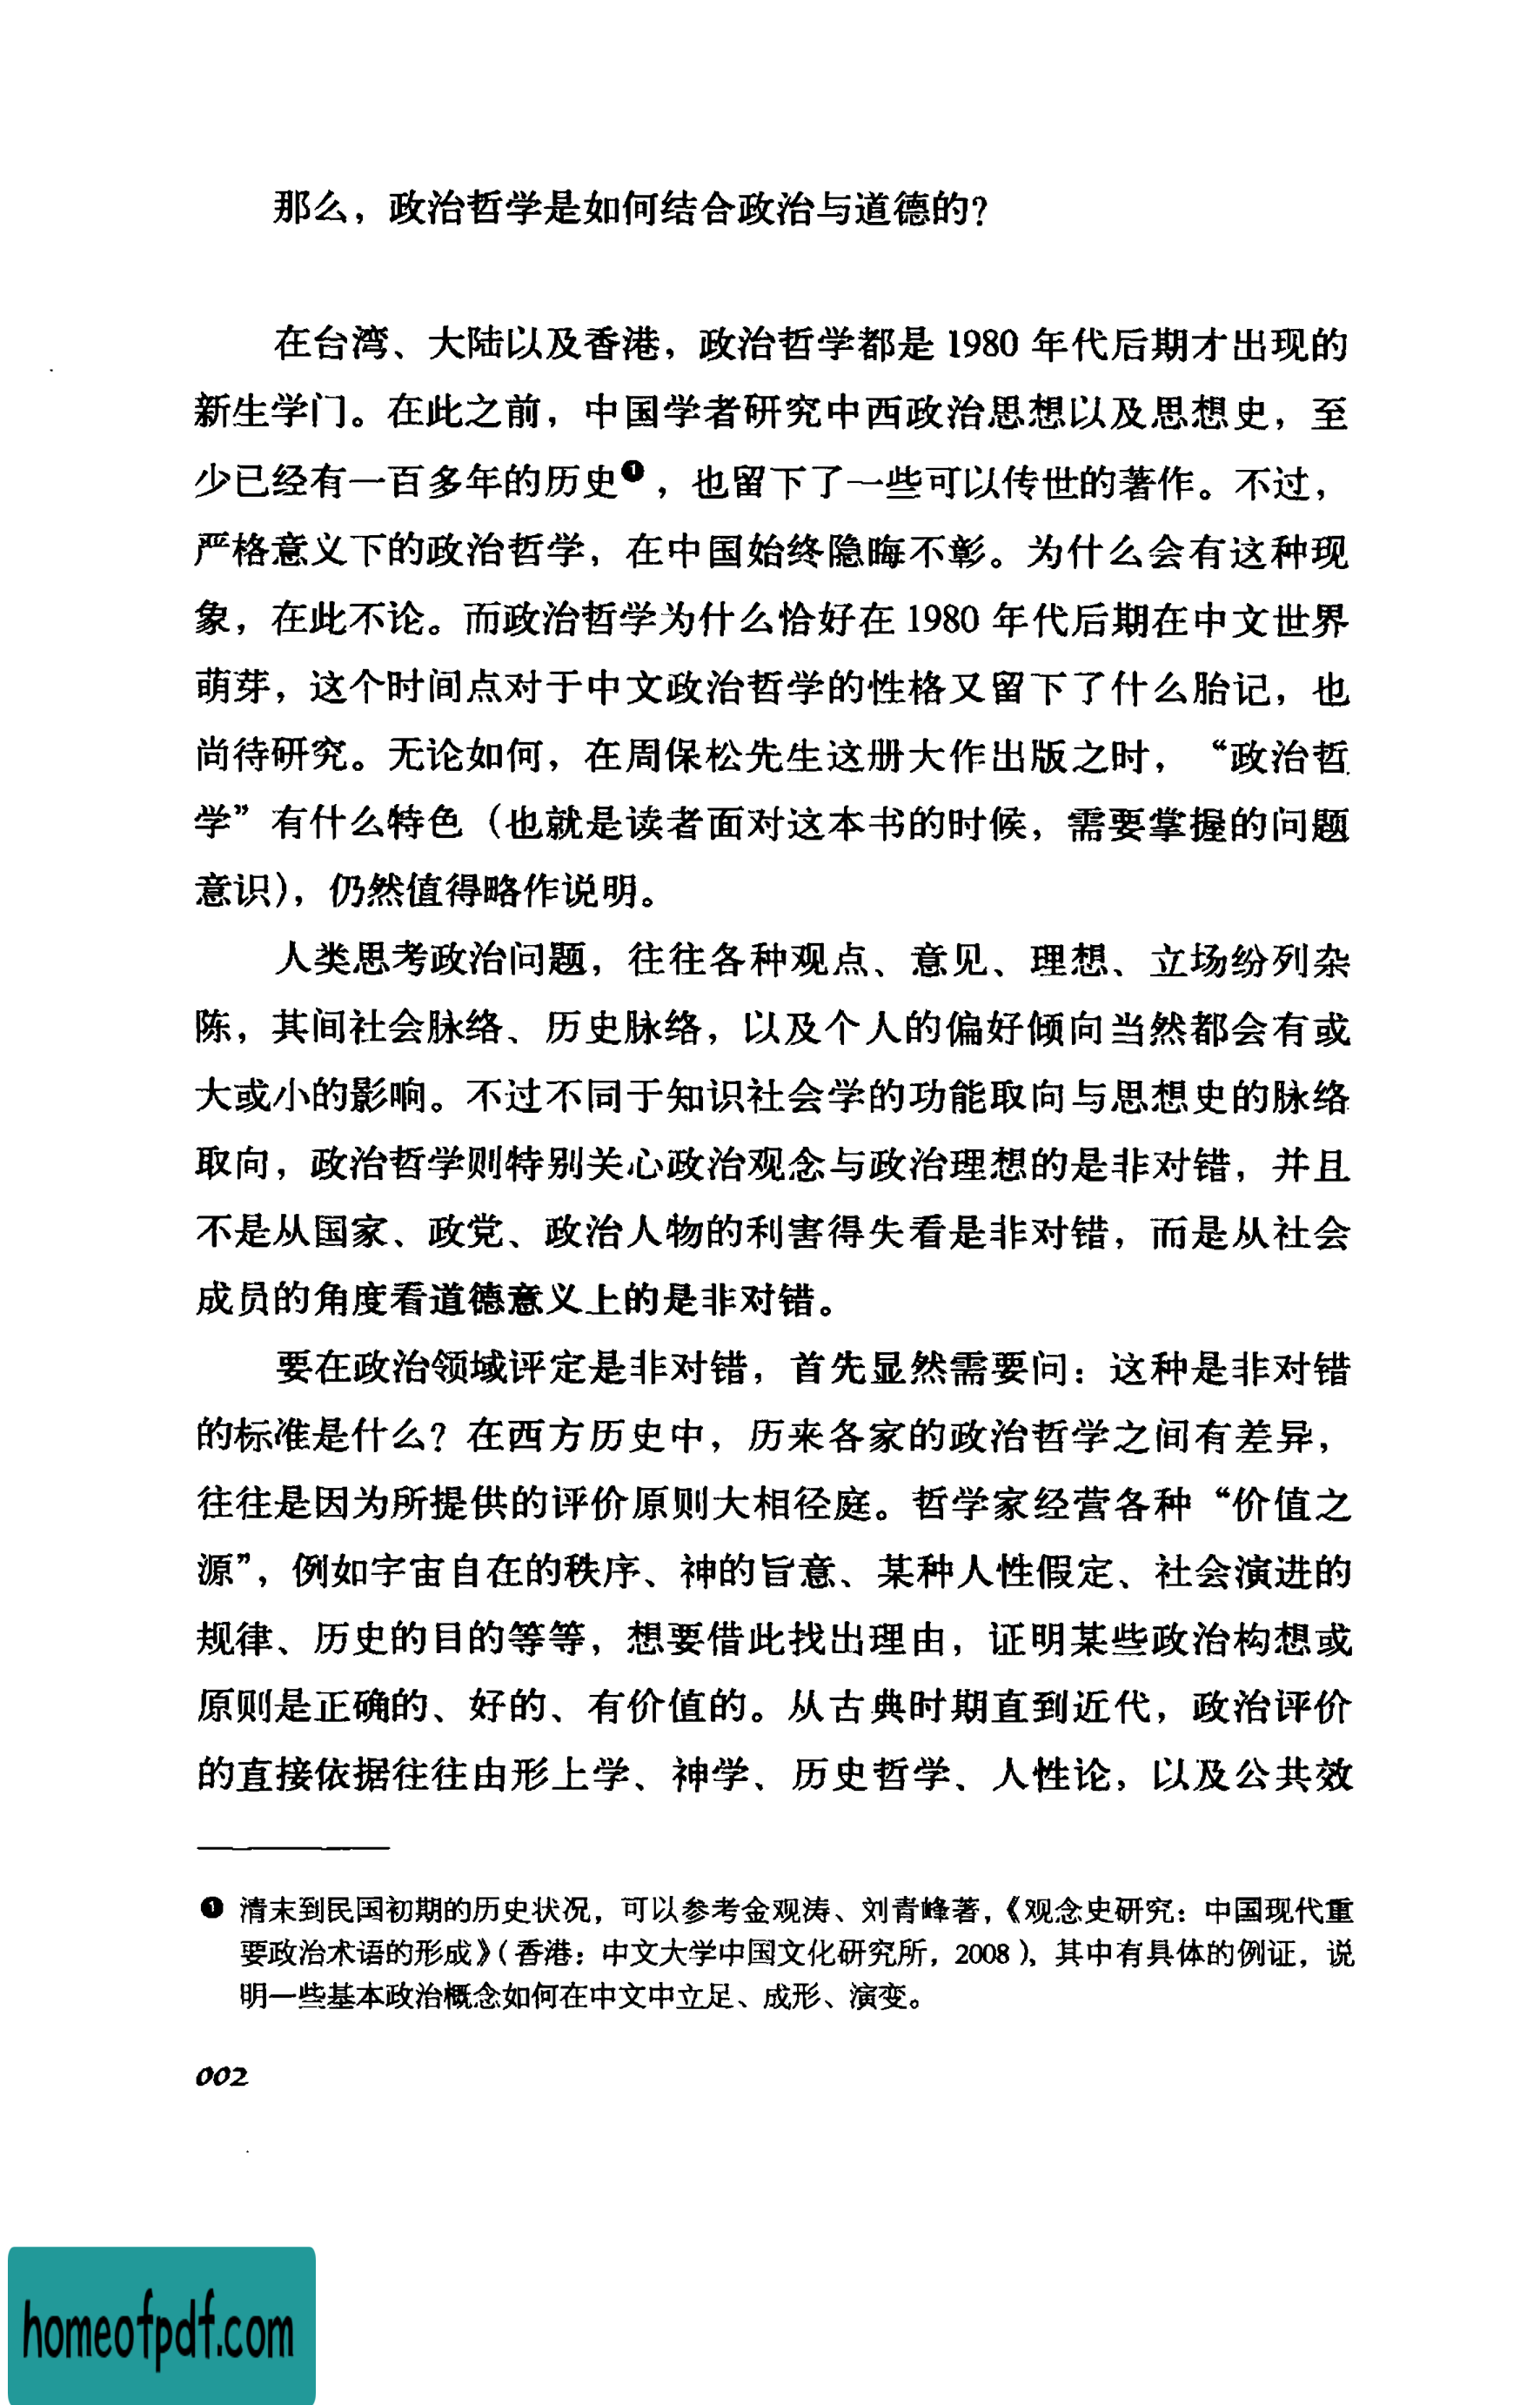 那么，政治哲学是如何结合政治与道德的？
在台湾、大陆以及香港，政治哲学都是1980年代后期才出现的
新生学门。在此之前，中国学者研究中西政治思想以及思想史，至
少已经有一百多年的历史❶，也留下了一些可以传世的著作。不过，
严格意义下的政治哲学，在中国始终隐晦不彰。为什么会有这种现
象，在此不论。而政治哲学为什么恰好在1980年代后期在中文世界
萌芽，这个时间点对于中文政治哲学的性格又留下了什么胎记，也
尚待研究。无论如何，在周保松先生这册大作出版之时，“政治哲
学”有什么特色（也就是读者面对这本书的时候，需要掌握的问题
意识），仍然值得略作说明。
人类思考政治问题，往往各种观点、意见、理想、立场纷列杂
陈，其间社会脉络、历史脉络，以及个人的偏好倾向当然都会有或
大或小的影响。不过不同于知识社会学的功能取向与思想史的脉络
取向，政治哲学则特别关心政治观念与政治理想的是非对错，并且
不是从国家、政党、政治人物的利害得失看是非对错，而是从社会
成员的角度看道德意义上的是非对错。
要在政治领域评定是非对错，首先显然需要问：这种是非对错
的标准是什么？在西方历史中，历来各家的政治哲学之间有差异，
往往是因为所提供的评价原则大相径庭。哲学家经营各种“价值之
源”，例如宇宙自在的秩序、神的旨意、某种人性假定、社会演进的
规律、历史的目的等等，想要借此找出理由，证明某些政治构想或
原则是正确的、好的、有价值的。从古典时期直到近代，政治评价
的直接依据往往由形上学、神学、历史哲学、人性论，以及公共效
❶ 清末到民国初期的历史状况，可以参考金观涛、刘青峰著，《观念史研究：中国现代重
要政治术语的形成》（香港：中文大学中国文化研究所，2008），其中有具体的例证，说
明一些基本政治概念如何在中文中立足、成形、演变。
002
homeofpdf.com